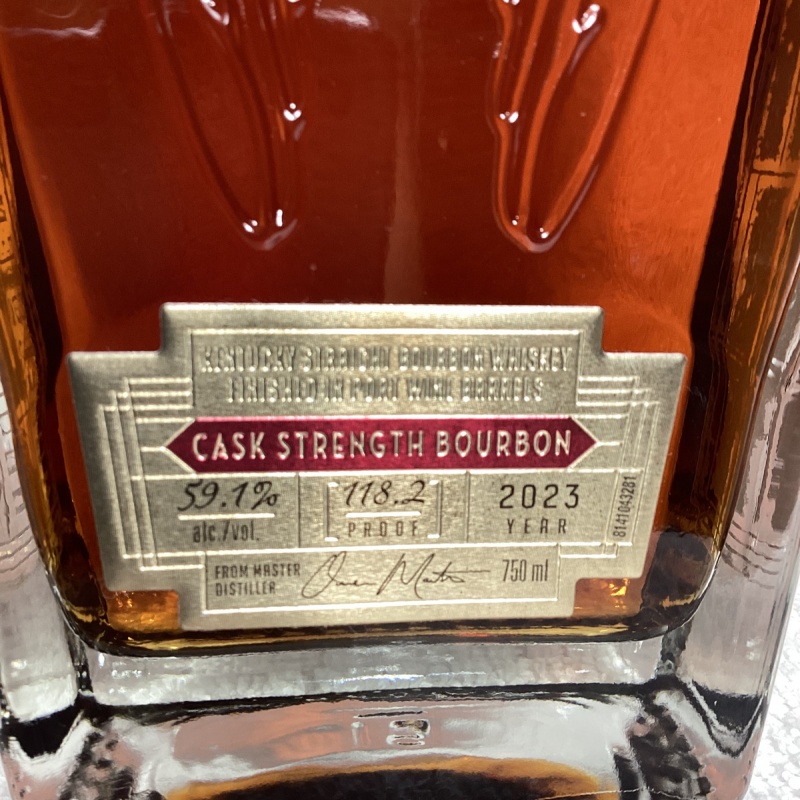 KENTUCKY STRAIGHT BOURBON WHISKEY
FINISHED IN PORT WINE BARRELS
CASK STRENGTH BOURBON
59.1% 118.2 2023
alc./vol. PROOF YEAR
8141043281
FROM MASTER
DISTILLER
750 ml